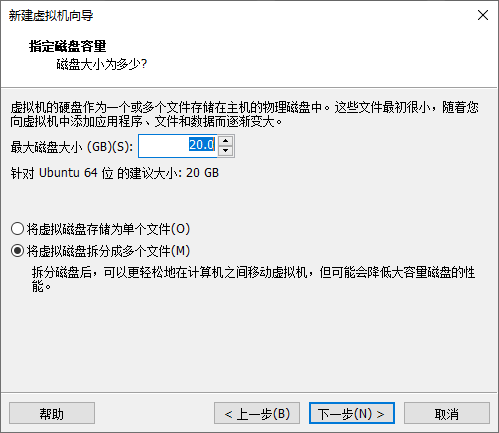 新建虚拟机向导
指定磁盘容量
磁盘大小为多少?
虚拟机的硬盘作为一个或多个文件存储在主机的物理磁盘中。这些文件最初很小，随着您
向虚拟机中添加应用程序、文件和数据而逐渐变大。
最大磁盘大小 (GB)(S): 20.0
针对 Ubuntu 64 位 的建议大小: 20 GB
将虚拟磁盘存储为单个文件(O)
将虚拟磁盘拆分成多个文件(M)
拆分磁盘后，可以更轻松地在计算机之间移动虚拟机，但可能会降低大容量磁盘的性
能。
帮助 < 上一步(B) 下一步(N) > 取消